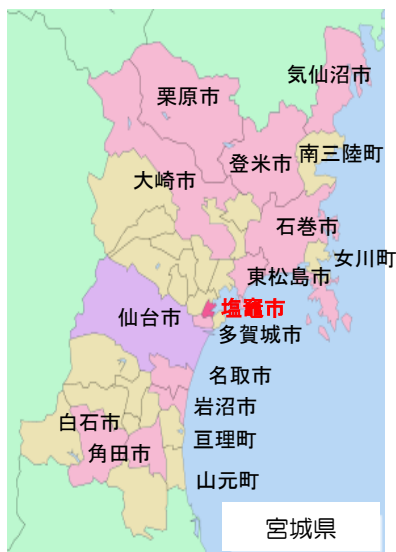 気仙沼市
栗原市
南三陸町
登米市
大崎市
石巻市
女川町
東松島市
塩竈市
仙台市
多賀城市
名取市
岩沼市
白石市
亘理町
角田市
山元町
宮城県